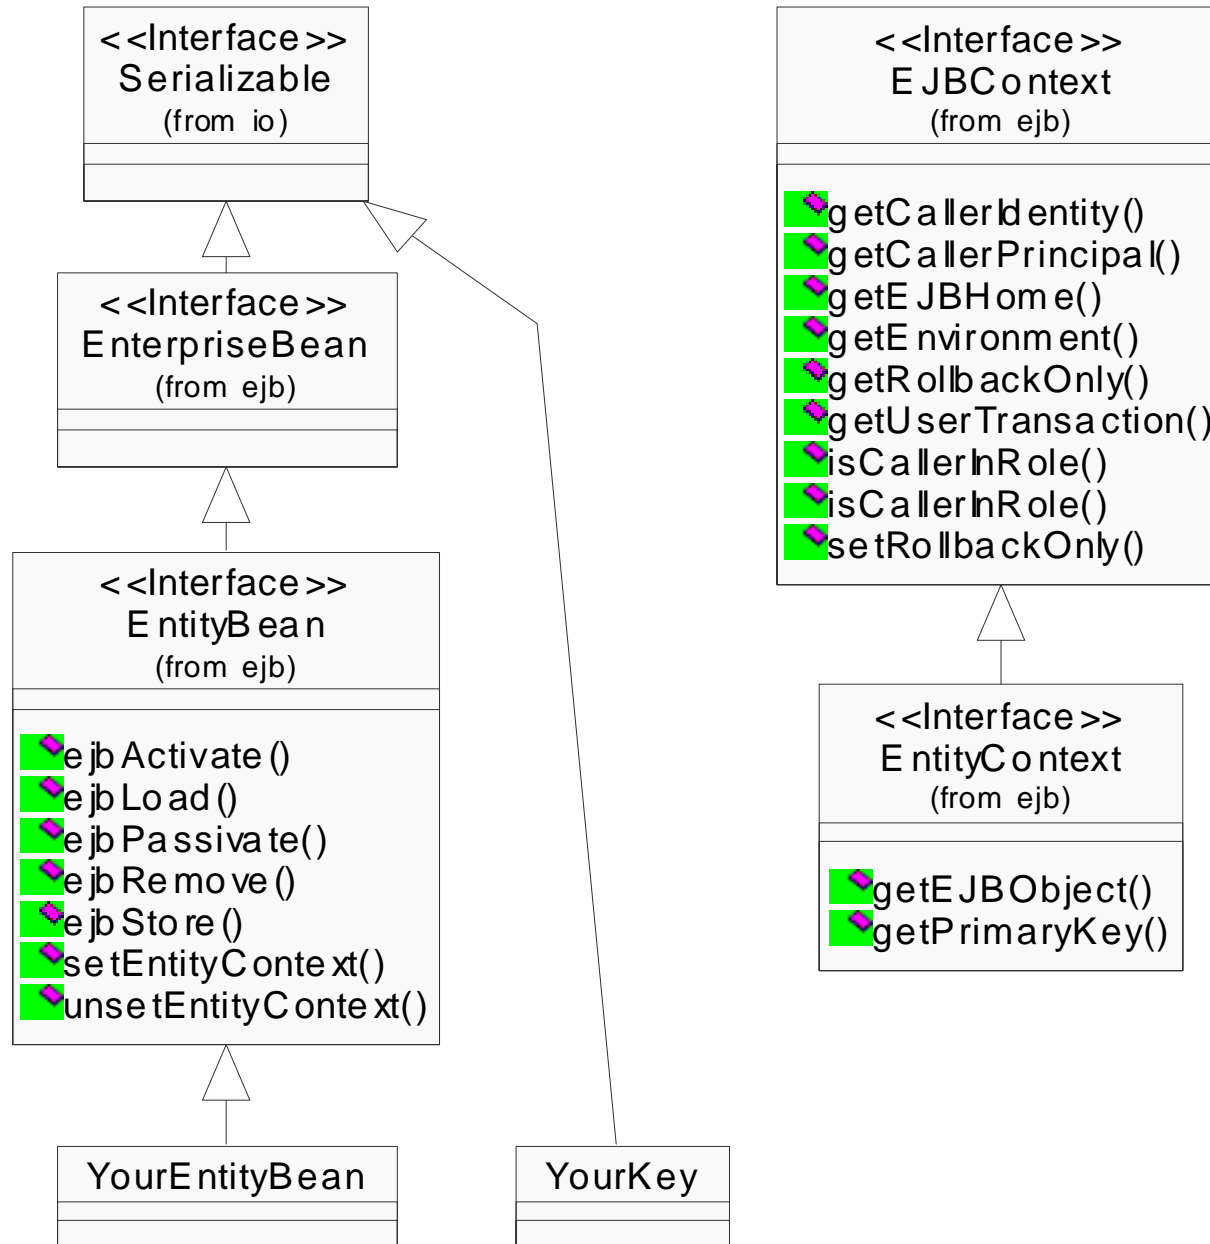 <<Interface>>
Serializable
(from io)
<<Interface>>
EnterpriseBean
(from ejb)
<<Interface>>
EntityBean
(from ejb)
ejbActivate()
ejbLoad()
ejbPassivate()
ejbRemove()
ejbStore()
setEntityContext()
unsetEntityContext()
YourEntityBean
YourKey
<<Interface>>
EJBContext
(from ejb)
getCallerIdentity()
getCallerPrincipal()
getEJBHome()
getEnvironment()
getRollbackOnly()
getUserTransaction()
isCallerInRole()
isCallerInRole()
setRollbackOnly()
<<Interface>>
EntityContext
(from ejb)
getEJBObject()
getPrimaryKey()